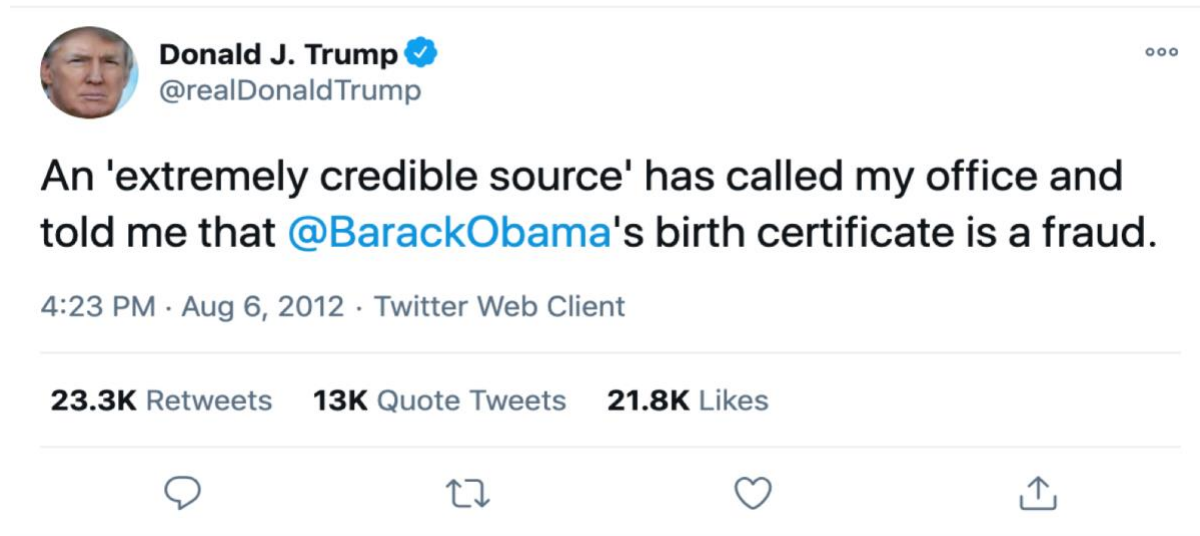 Donald J. Trump
@realDonaldTrump
An 'extremely credible source' has called my office and
told me that @BarackObama's birth certificate is a fraud.
4:23 PM · Aug 6, 2012 · Twitter Web Client
23.3K Retweets 13K Quote Tweets 21.8K Likes